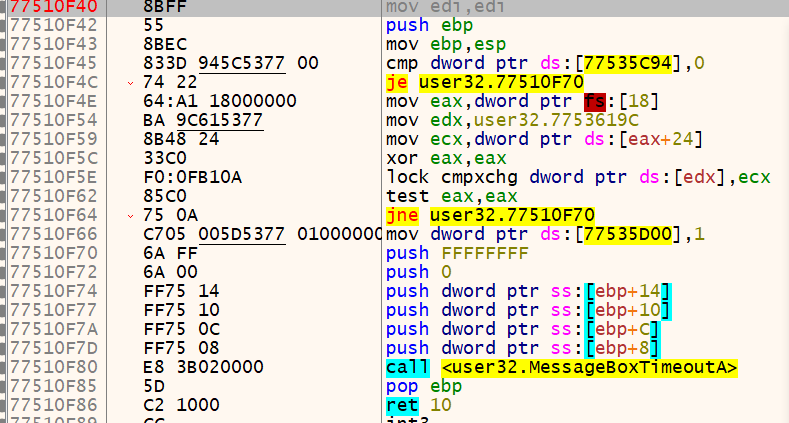 77510F40 8BFF mov edi,edi
77510F42 55 push ebp
77510F43 8BEC mov ebp,esp
77510F45 833D 945C5377 00 cmp dword ptr ds:[77535C94],0
77510F4C 74 22 je user32.77510F70
77510F4E 64:A1 18000000 mov eax,dword ptr fs:[18]
77510F54 BA 9C615377 mov edx,user32.7753619C
77510F59 8B48 24 mov ecx,dword ptr ds:[eax+24]
77510F5C 33C0 xor eax,eax
77510F5E F0:0FB10A lock cmpxchg dword ptr ds:[edx],ecx
77510F62 85C0 test eax,eax
77510F64 75 0A jne user32.77510F70
77510F66 C705 005D5377 01000000 mov dword ptr ds:[77535D00],1
77510F70 6A FF push FFFFFFFF
77510F72 6A 00 push 0
77510F74 FF75 14 push dword ptr ss:[ebp+14]
77510F77 FF75 10 push dword ptr ss:[ebp+10]
77510F7A FF75 0C push dword ptr ss:[ebp+C]
77510F7D FF75 08 push dword ptr ss:[ebp+8]
77510F80 E8 3B020000 call <user32.MessageBoxTimeoutA>
77510F85 5D pop ebp
77510F86 C2 1000 ret 10
77510F89 CC int3